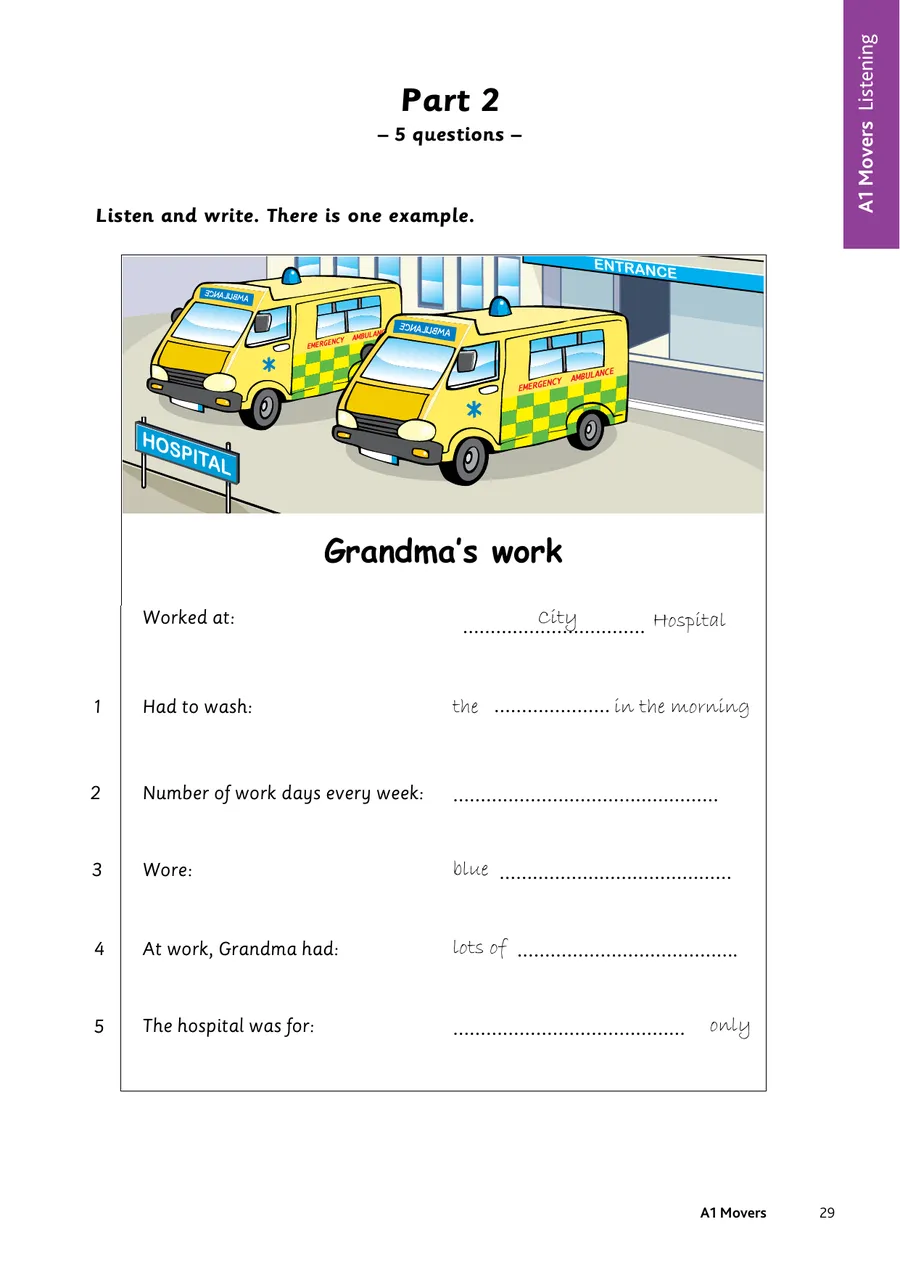 A1 Movers Listening
Part 2
– 5 questions –
Listen and write. There is one example.
ENTRANCE
AMBULANCE
EMERGENCY AMBULANCE
AMBULANCE
EMERGENCY AMBULANCE
HOSPITAL
Grandma's work
Worked at: City Hospital
1 Had to wash: the ..................... in the morning
2 Number of work days every week: ................................................
3 Wore: blue ..........................................
4 At work, Grandma had: lots of ........................................
5 The hospital was for: .......................................... only
A1 Movers 29